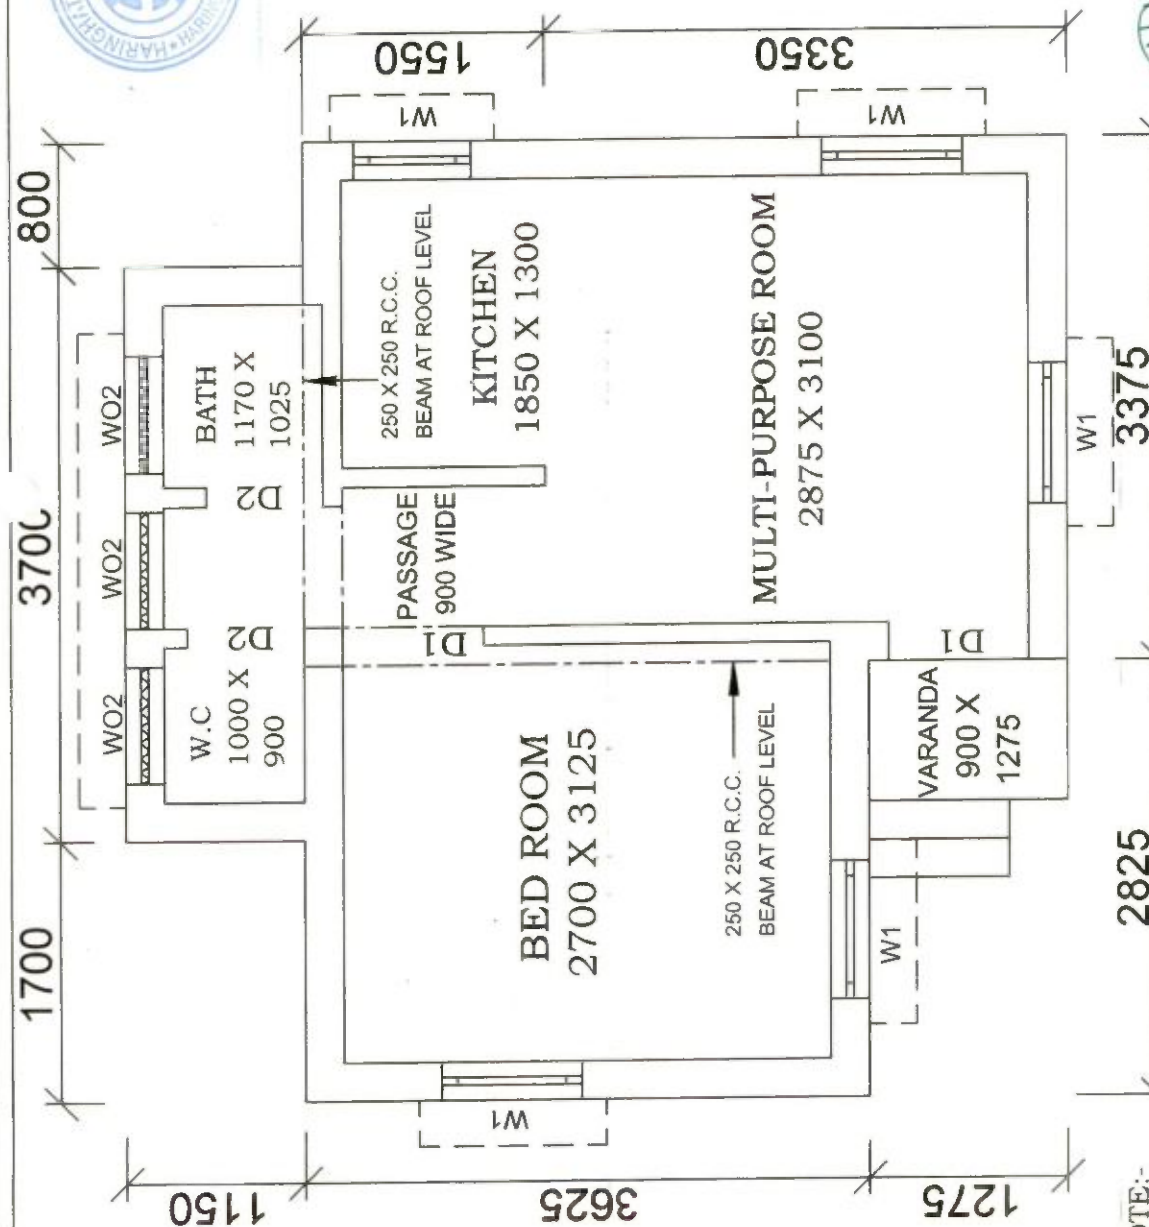 HARINGHATA
HARING
1550
3350
W1
W1
800
3700
1700
WO2
WO2
WO2
BATH
1170 X
1025
D2
D2
W.C
1000 X
900
250 X 250 R.C.C.
BEAM AT ROOF LEVEL
KITCHEN
1850 X 1300
PASSAGE
900 WIDE
D1
MULTI-PURPOSE ROOM
2875 X 3100
D1
BED ROOM
2700 X 3125
250 X 250 R.C.C.
BEAM AT ROOF LEVEL
VARANDA
900 X
1275
W1
W1
W1
3375
2825
1150
3625
1275
OTE:-